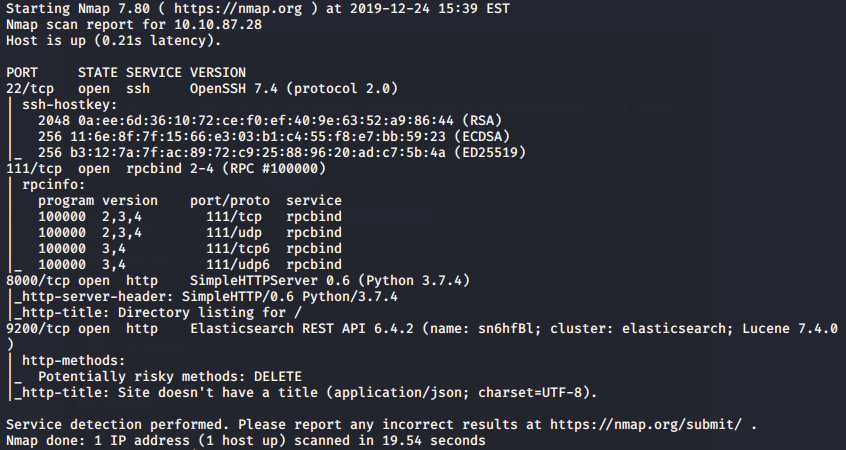 Starting Nmap 7.80 ( https://nmap.org ) at 2019-12-24 15:39 EST
Nmap scan report for 10.10.87.28
Host is up (0.21s latency).
PORT     STATE SERVICE VERSION
22/tcp   open  ssh     OpenSSH 7.4 (protocol 2.0)
| ssh-hostkey:
|   2048 0a:ee:6d:36:10:72:ce:f0:ef:40:9e:63:52:a9:86:44 (RSA)
|   256 11:6e:8f:7f:15:66:e3:03:b1:c4:55:f8:e7:bb:59:23 (ECDSA)
|_  256 b3:12:7a:7f:ac:89:72:c9:25:88:96:20:ad:c7:5b:4a (ED25519)
111/tcp  open  rpcbind 2-4 (RPC #100000)
| rpcinfo:
|   program version    port/proto  service
|   100000  2,3,4        111/tcp   rpcbind
|   100000  2,3,4        111/udp   rpcbind
|   100000  3,4          111/tcp6  rpcbind
|_  100000  3,4          111/udp6  rpcbind
8000/tcp open  http    SimpleHTTPServer 0.6 (Python 3.7.4)
|_http-server-header: SimpleHTTP/0.6 Python/3.7.4
|_http-title: Directory listing for /
9200/tcp open  http    Elasticsearch REST API 6.4.2 (name: sn6hfBl; cluster: elasticsearch; Lucene 7.4.0
)
| http-methods:
|_  Potentially risky methods: DELETE
|_http-title: Site doesn't have a title (application/json; charset=UTF-8).
Service detection performed. Please report any incorrect results at https://nmap.org/submit/ .
Nmap done: 1 IP address (1 host up) scanned in 19.54 seconds